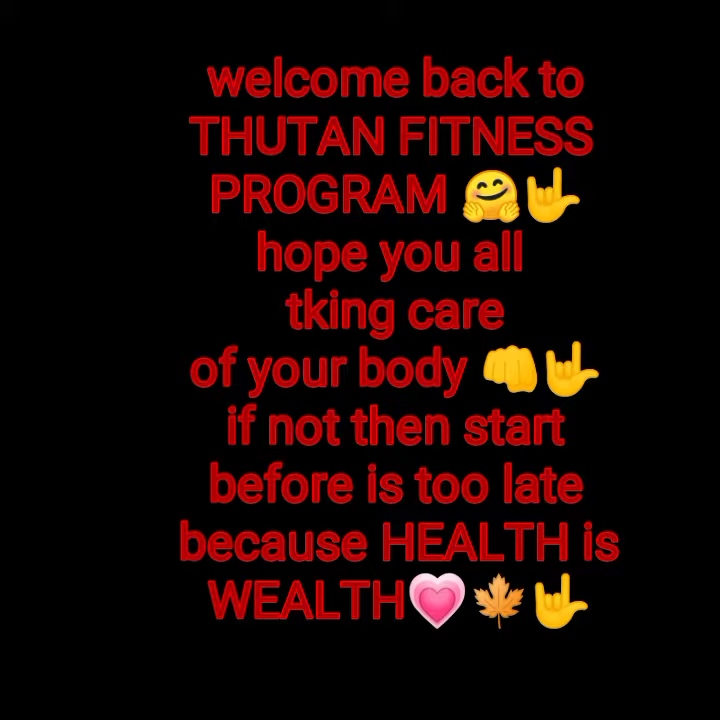 welcome back to
THUTAN FITNESS
PROGRAM 🤗🤟
hope you all
tking care
of your body 👊🤟
if not then start
before is too late
because HEALTH is
WEALTH💗🍁🤟